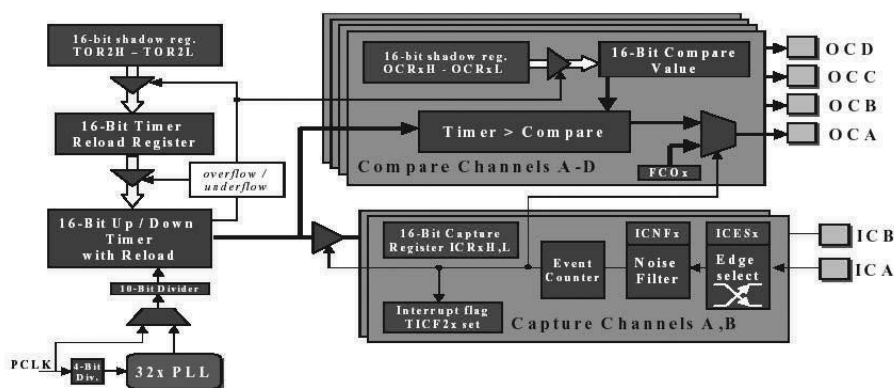 16-bit shadow reg.
TOR2H – TOR2L
16-Bit Timer
Reload Register
overflow /
underflow
16-Bit Up / Down
Timer
with Reload
10-Bit Divider
PCLK
4-Bit
Div.
32x PLL
16-bit shadow reg.
OCRxH - OCRxL
16-Bit Compare
Value
Timer > Compare
FCOx
Compare Channels A-D
OCD
OCC
OCB
OCA
16-Bit Capture
Register ICRxH,L
Interrupt flag
TICF2x set
Event
Counter
ICNFx
Noise
Filter
ICESx
Edge
select
Capture Channels A,B
ICB
ICA